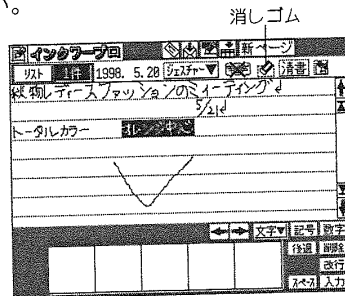 い。
消しゴム
インクワープロ 新ページ
リスト 1件 1998. 5.20 ジェスチャー▼ 清書
秋物レディースファッションのミーティング↲
5/21↲
トータルカラー オレンジ中心
文字▼ 記号 数字
後退 削除
改行
スペース 入力